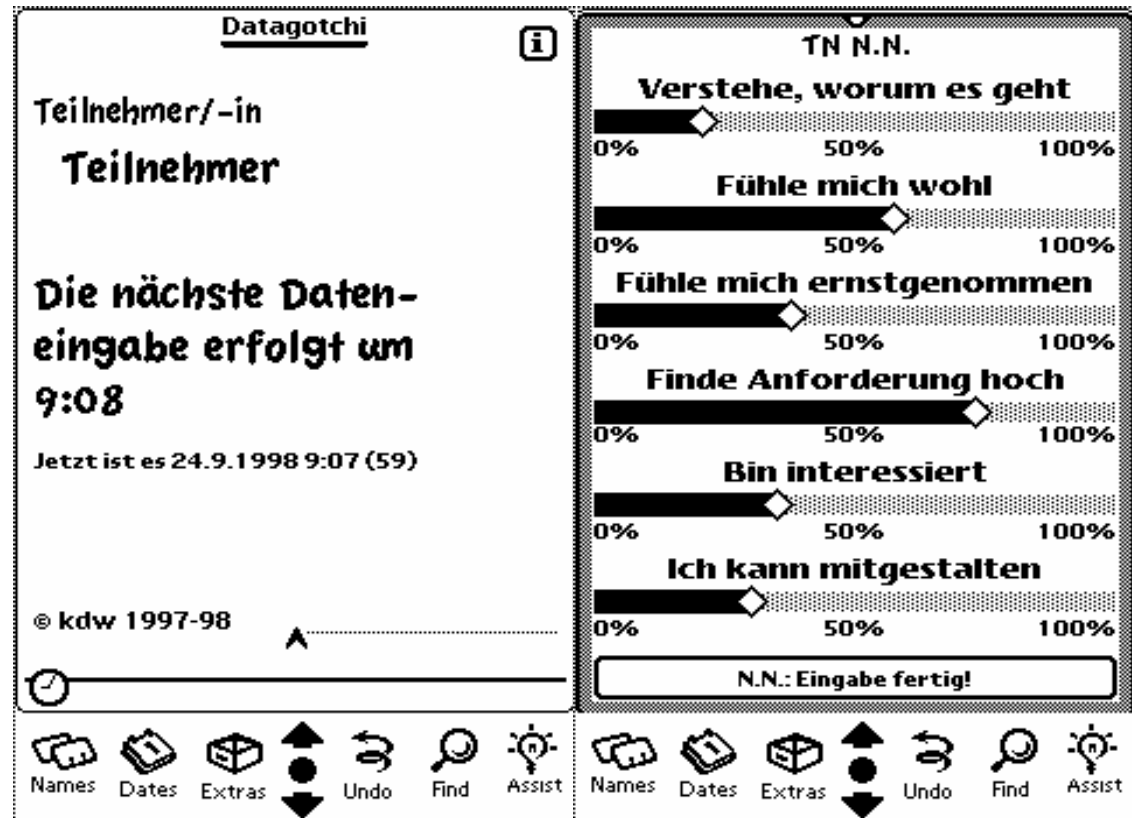 Datagotchi
i
Teilnehmer/-in
Teilnehmer
Die nächste Daten-
eingabe erfolgt um
9:08
Jetzt ist es 24.9.1998 9:07 (59)
© kdw 1997-98
Names Dates Extras Undo Find Assist
TN N.N.
Verstehe, worum es geht
0% 50% 100%
Fühle mich wohl
0% 50% 100%
Fühle mich ernstgenommen
0% 50% 100%
Finde Anforderung hoch
0% 50% 100%
Bin interessiert
0% 50% 100%
Ich kann mitgestalten
0% 50% 100%
N.N.: Eingabe fertig!
Names Dates Extras Undo Find Assist